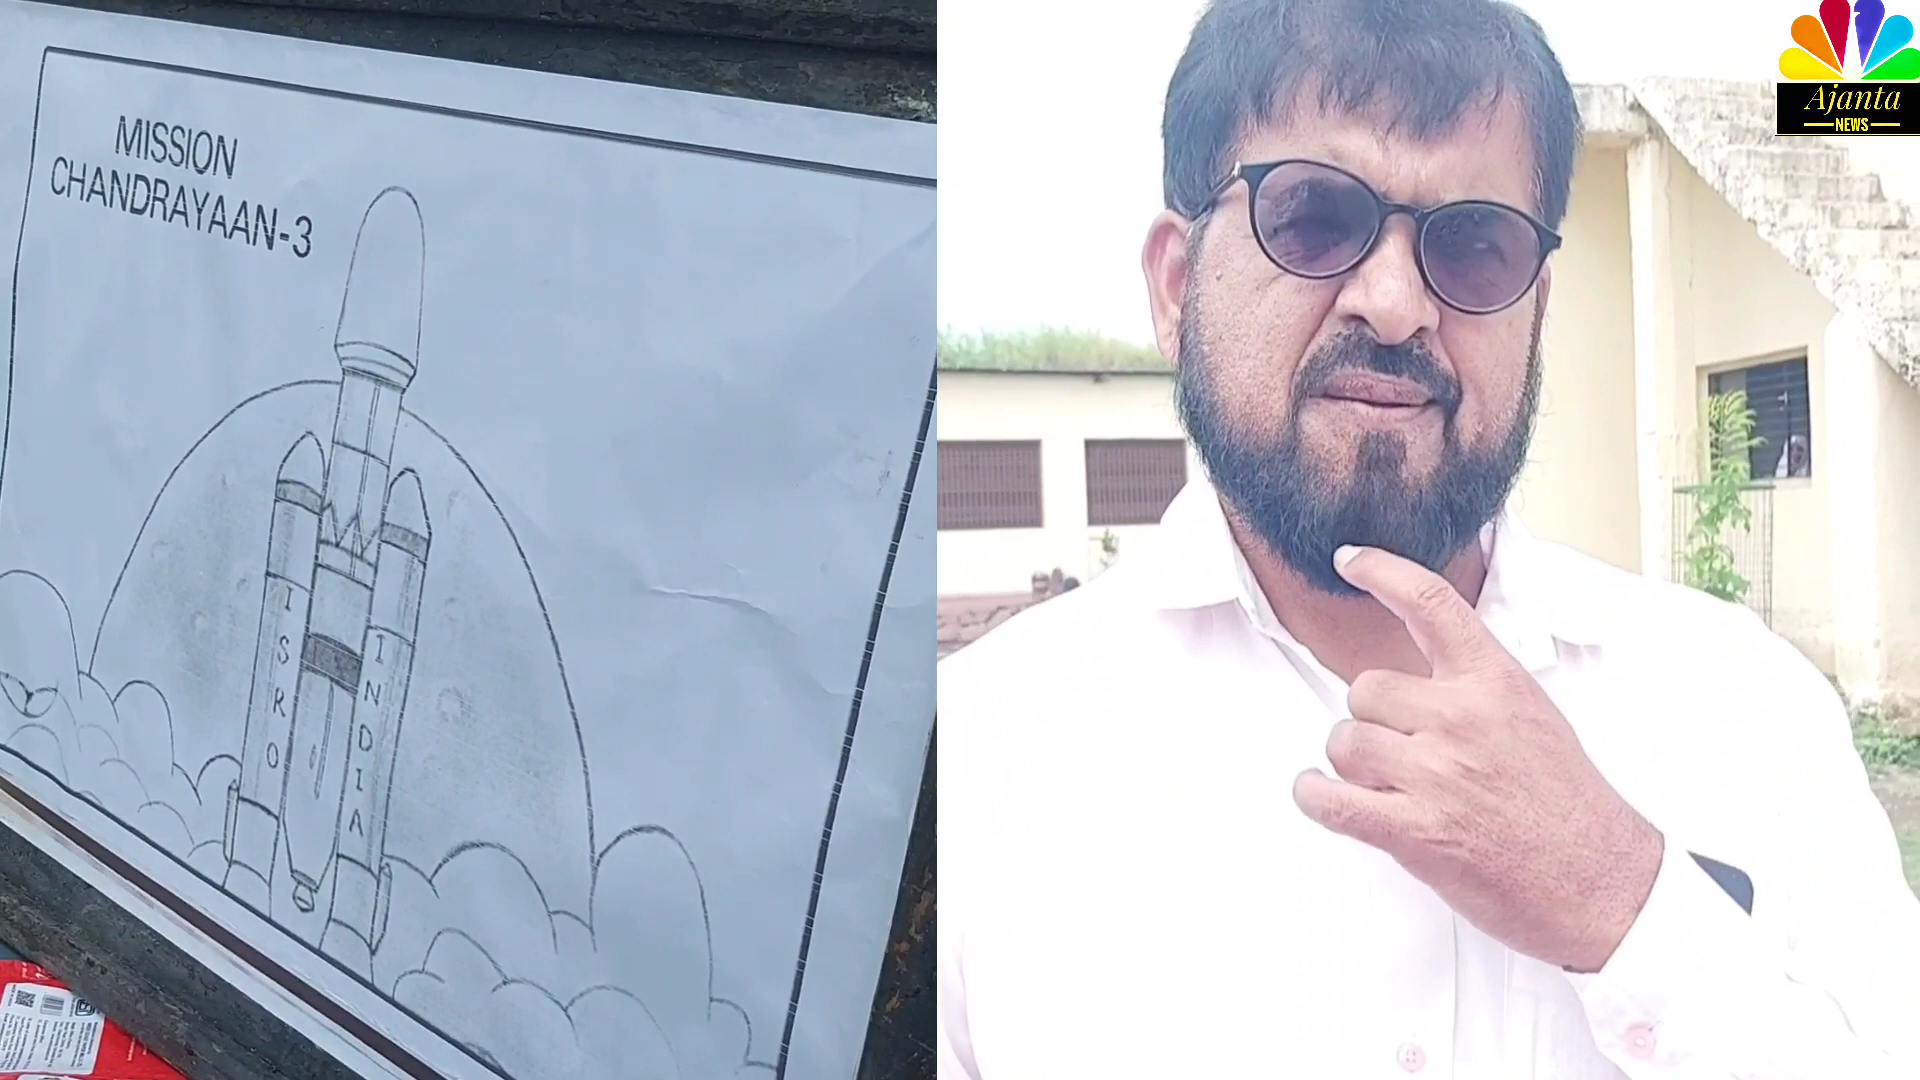 MISSION
CHANDRAYAAN-3
ISRO
INDIA
Ajanta
NEWS